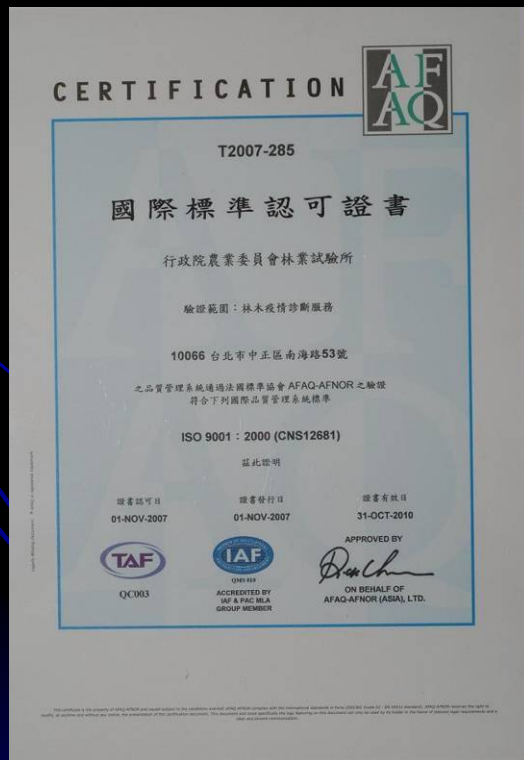 CERTIFICATION
AF
AQ
T2007-285
國際標準認可證書
行政院農業委員會林業試驗所
驗證範圍：林木疫情診斷服務
10066 台北市中正區南海路53號
之品質管理系統通過法國標準協會 AFAQ-AFNOR 之驗證
符合下列國際品質管理系統標準
ISO 9001：2000 (CNS12681)
茲此證明
證書認可日 證書發行日 證書有效日
01-NOV-2007 01-NOV-2007 31-OCT-2010
TAF
QC003
IAF
ACCREDITED BY
IAF & PAC MLA
GROUP MEMBER
APPROVED BY
ON BEHALF OF
AFAQ-AFNOR (ASIA), LTD.